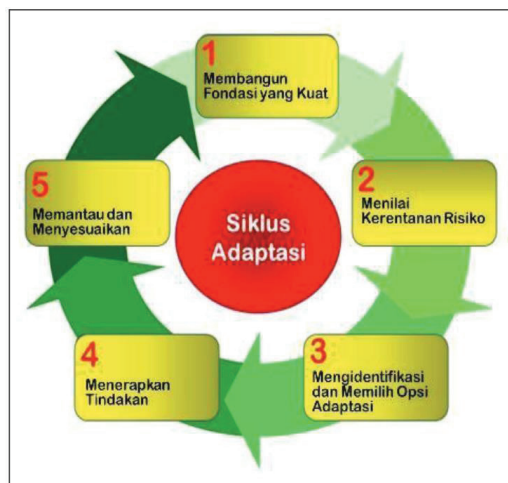 1
Membangun
Fondasi yang Kuat
2
Menilai
Kerentanan Risiko
3
Mengidentifikasi
dan Memilih Opsi
Adaptasi
4
Menerapkan
Tindakan
5
Memantau dan
Menyesuaikan
Siklus
Adaptasi